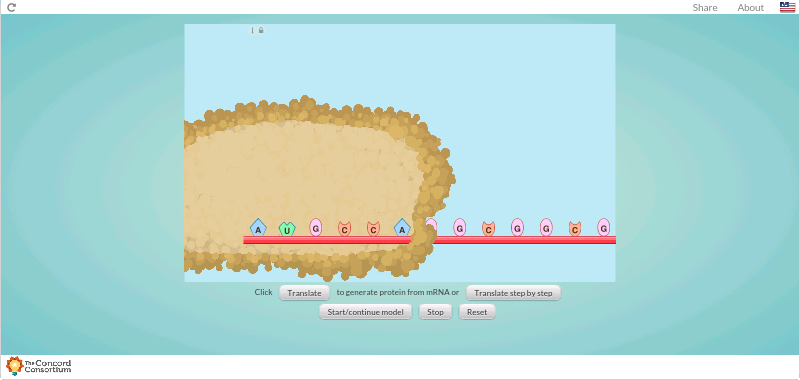 Share About
A U G C C A G C G G C G
Click Translate to generate protein from mRNA or Translate step by step
Start/continue model Stop Reset
The Concord
Consortium